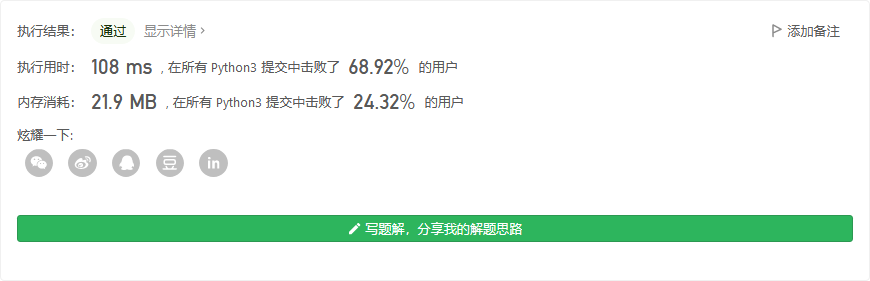 执行结果： 通过 显示详情 › 添加备注
执行用时： 108 ms , 在所有 Python3 提交中击败了 68.92% 的用户
内存消耗： 21.9 MB , 在所有 Python3 提交中击败了 24.32% 的用户
炫耀一下:
豆 in
写题解，分享我的解题思路